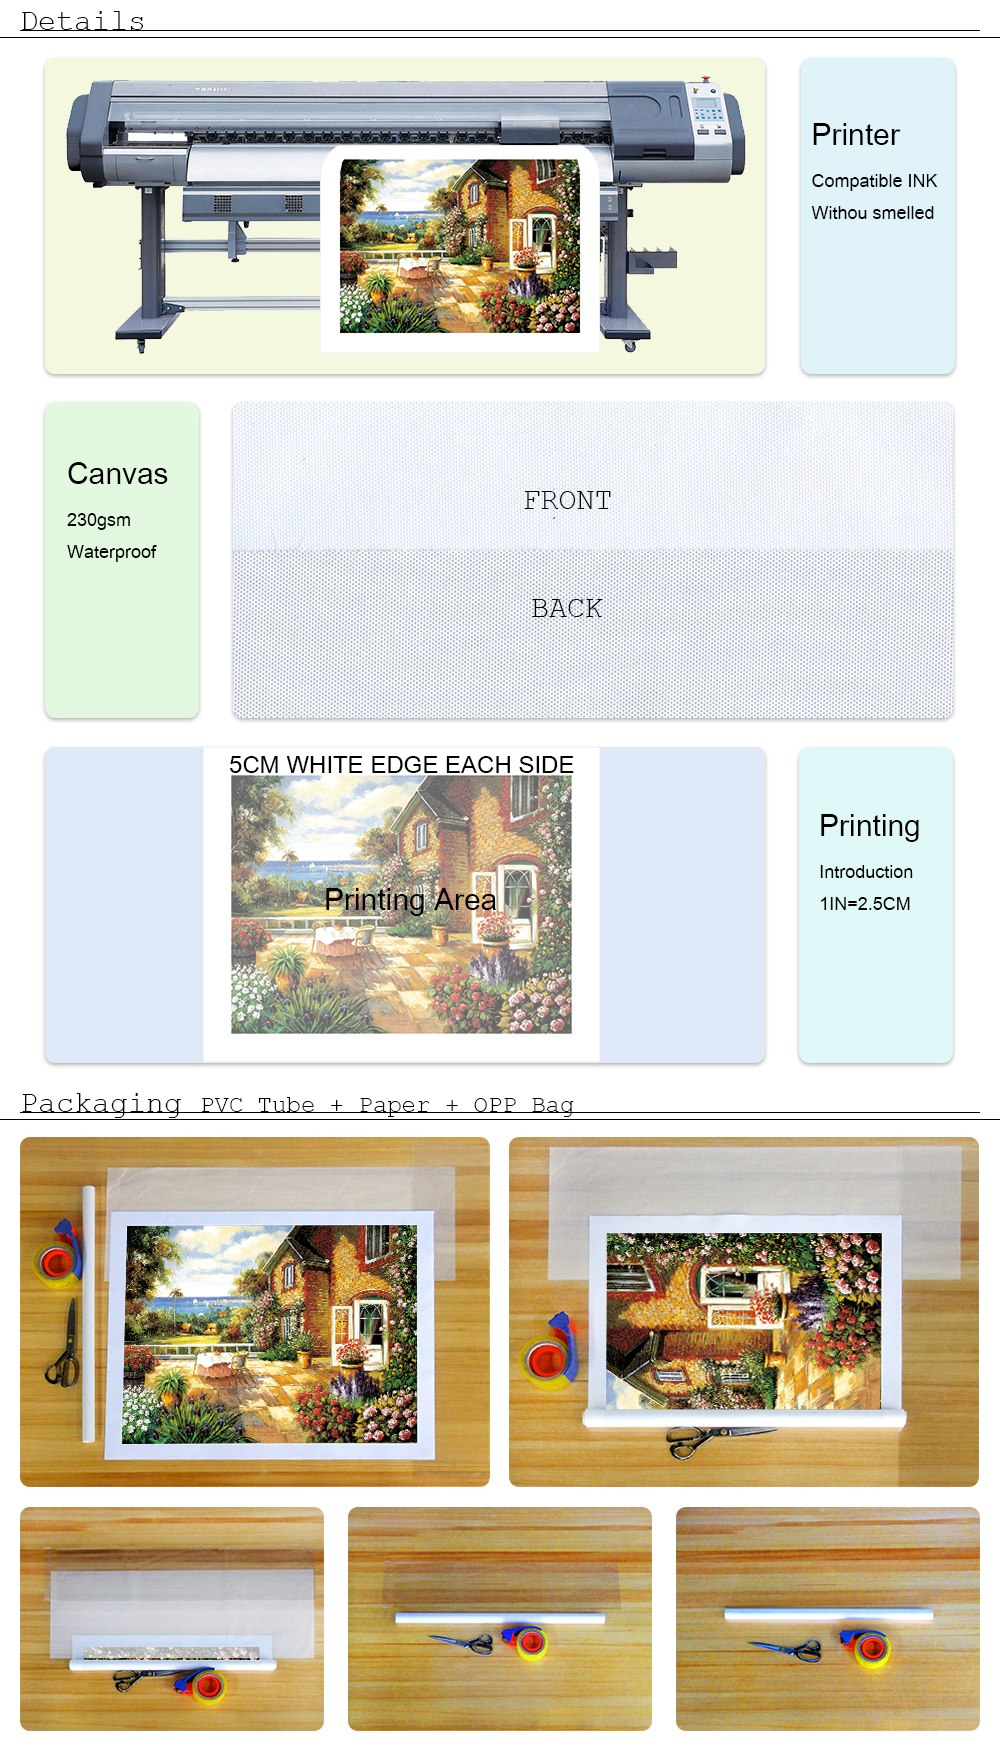 Details
Printer
Compatible INK
Withou smelled
Canvas
230gsm
Waterproof
FRONT
BACK
5CM WHITE EDGE EACH SIDE
Printing Area
Printing
Introduction
1IN=2.5CM
Packaging PVC Tube + Paper + OPP Bag